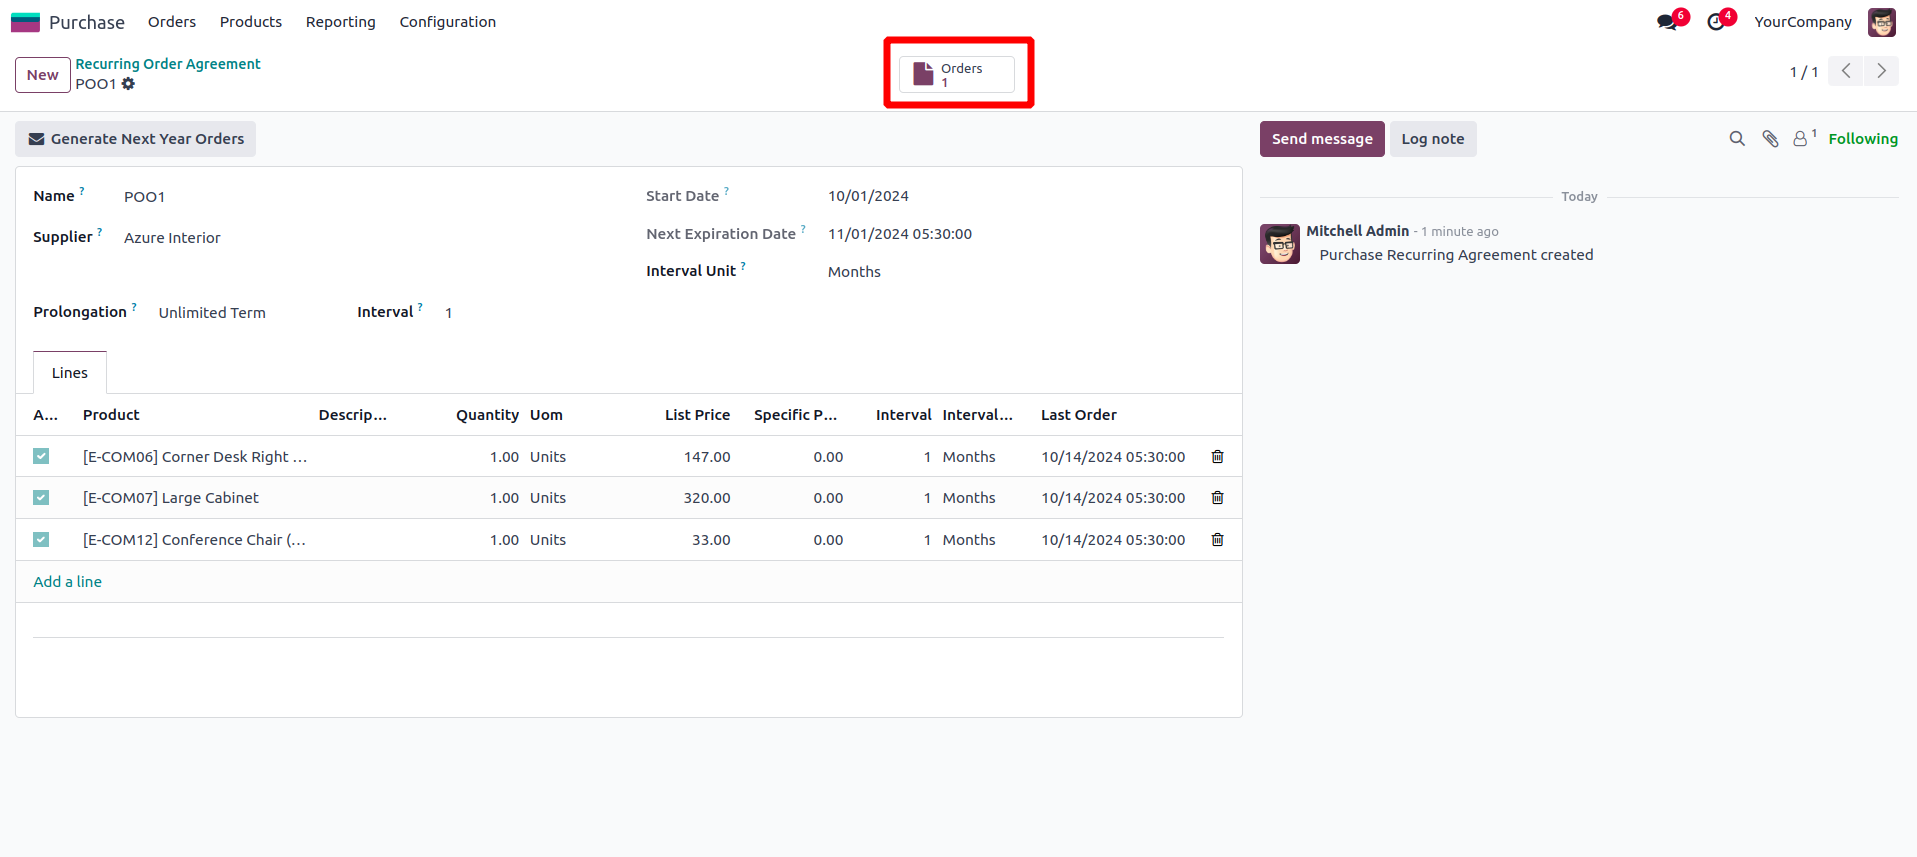 Purchase Orders Products Reporting Configuration 6 4 YourCompany
New Recurring Order Agreement
POO1
Orders
1
1 / 1
Generate Next Year Orders
Send message Log note 1 Following
Name ? POO1
Supplier ? Azure Interior
Start Date ? 10/01/2024
Next Expiration Date ? 11/01/2024 05:30:00
Interval Unit ? Months
Prolongation ? Unlimited Term Interval ? 1
Today
Mitchell Admin - 1 minute ago
Purchase Recurring Agreement created
Lines
A... Product Descrip... Quantity Uom List Price Specific P... Interval Interval... Last Order
[E-COM06] Corner Desk Right ... 1.00 Units 147.00 0.00 1 Months 10/14/2024 05:30:00
[E-COM07] Large Cabinet 1.00 Units 320.00 0.00 1 Months 10/14/2024 05:30:00
[E-COM12] Conference Chair (... 1.00 Units 33.00 0.00 1 Months 10/14/2024 05:30:00
Add a line